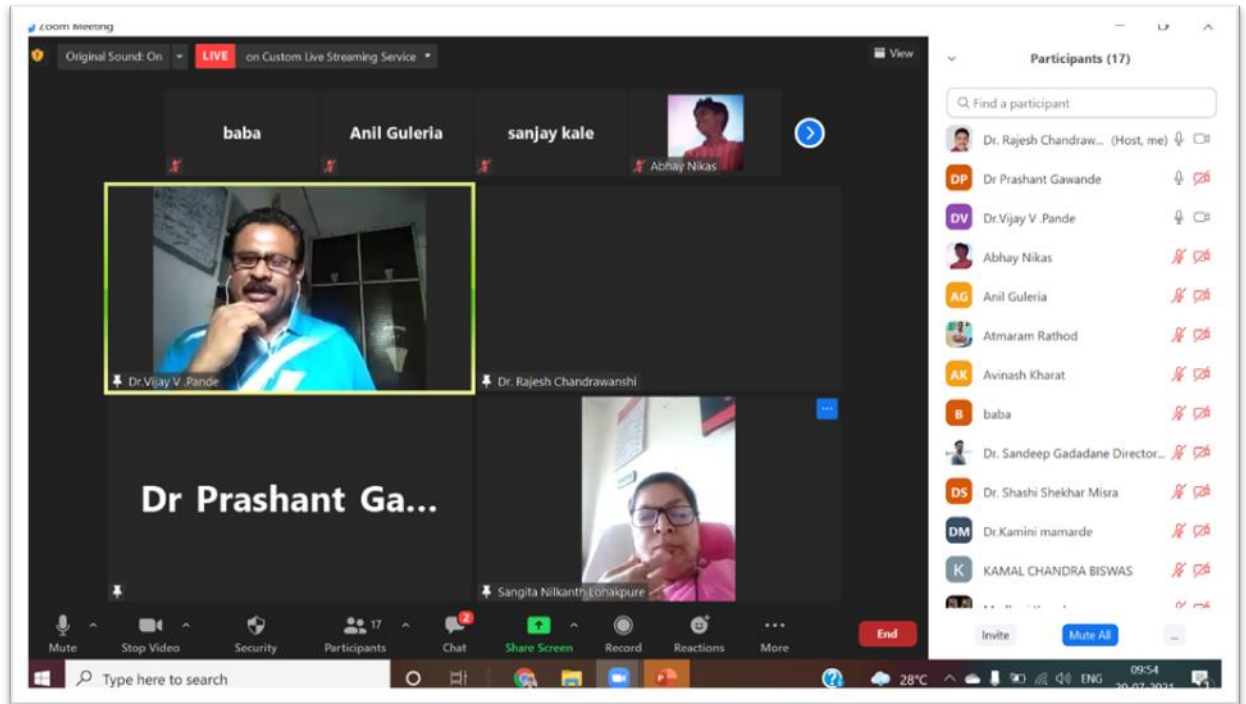 Zoom Meeting
Original Sound: On
LIVE on Custom Live Streaming Service
View
baba
Anil Guleria
sanjay kale
Abhay Nikas
Dr.Vijay V .Pande
Dr. Rajesh Chandrawanshi
Dr Prashant Ga...
Sangita Nilkanth Lohakpure
Participants (17)
Find a participant
Dr. Rajesh Chandraw... (Host, me)
DP Dr Prashant Gawande
DV Dr.Vijay V .Pande
Abhay Nikas
AG Anil Guleria
Atmaram Rathod
AK Avinash Kharat
B baba
Dr. Sandeep Gadadane Director...
DS Dr. Shashi Shekhar Misra
DM Dr.Kamini mamarde
K KAMAL CHANDRA BISWAS
Invite
Mute All
...
Mute
Stop Video
Security
17
Participants
2
Chat
Share Screen
Record
Reactions
More
End
Type here to search
28°C
ENG
09:54
20-07-2021
1